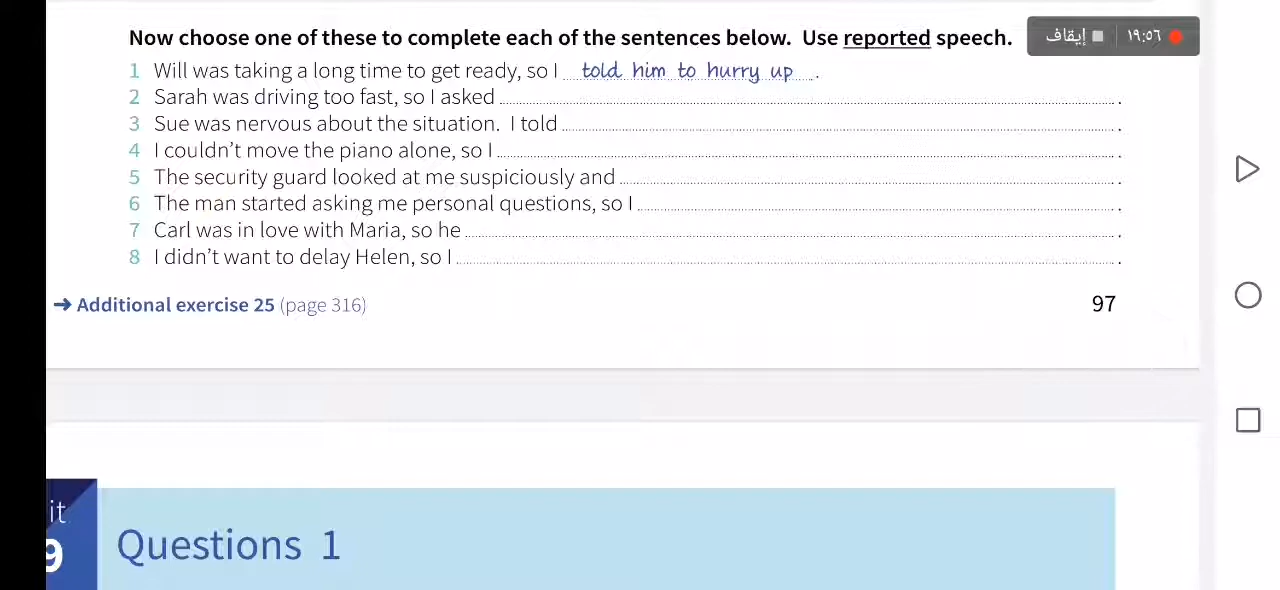 Now choose one of these to complete each of the sentences below. Use reported speech.
إيقاف ١٩:٥٦
1 Will was taking a long time to get ready, so I told him to hurry up .
2 Sarah was driving too fast, so I asked .
3 Sue was nervous about the situation. I told .
4 I couldn't move the piano alone, so I .
5 The security guard looked at me suspiciously and .
6 The man started asking me personal questions, so I .
7 Carl was in love with Maria, so he .
8 I didn't want to delay Helen, so I .
➜ Additional exercise 25 (page 316)
97
it
9
Questions 1